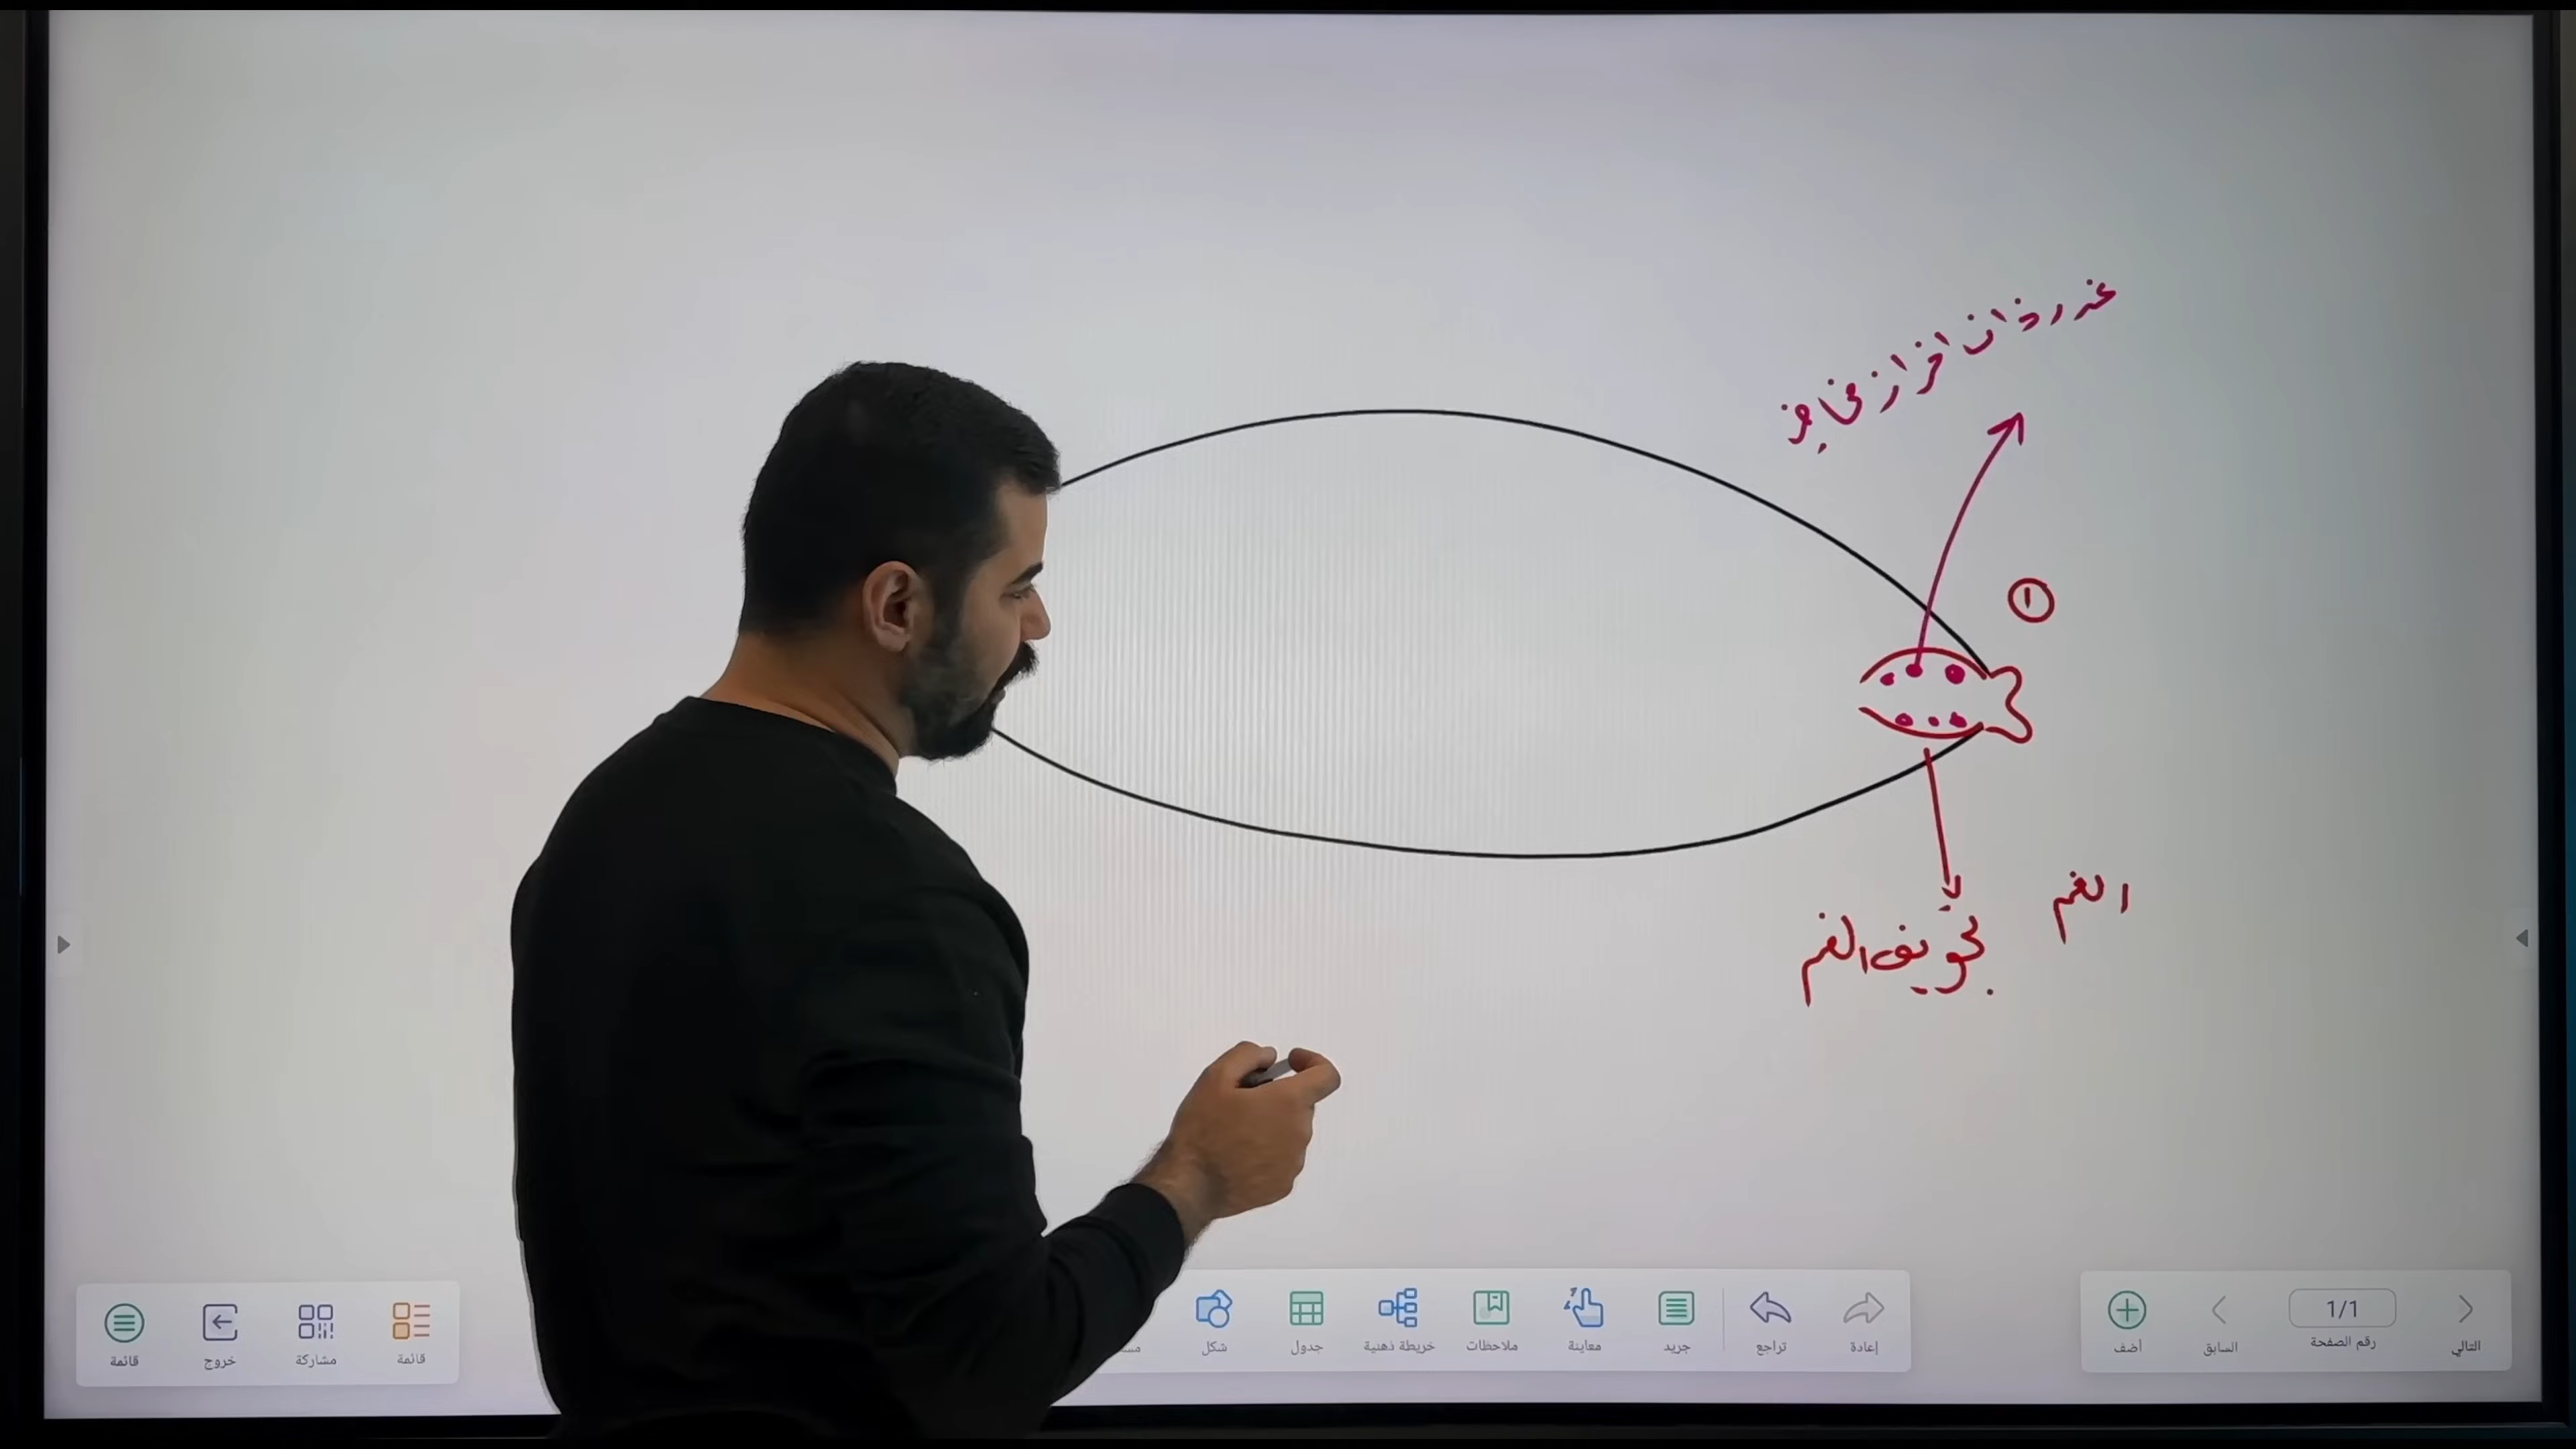 غدد ذات افراز مخاطي
١
الفم
تجويف الفم
قائمة
خروج
مشاركة
قائمة
شكل
جدول
خريطة ذهنية
ملاحظات
معاينة
جريد
تراجع
إعادة
أضف
السابق
1/1
رقم الصفحة
التالي